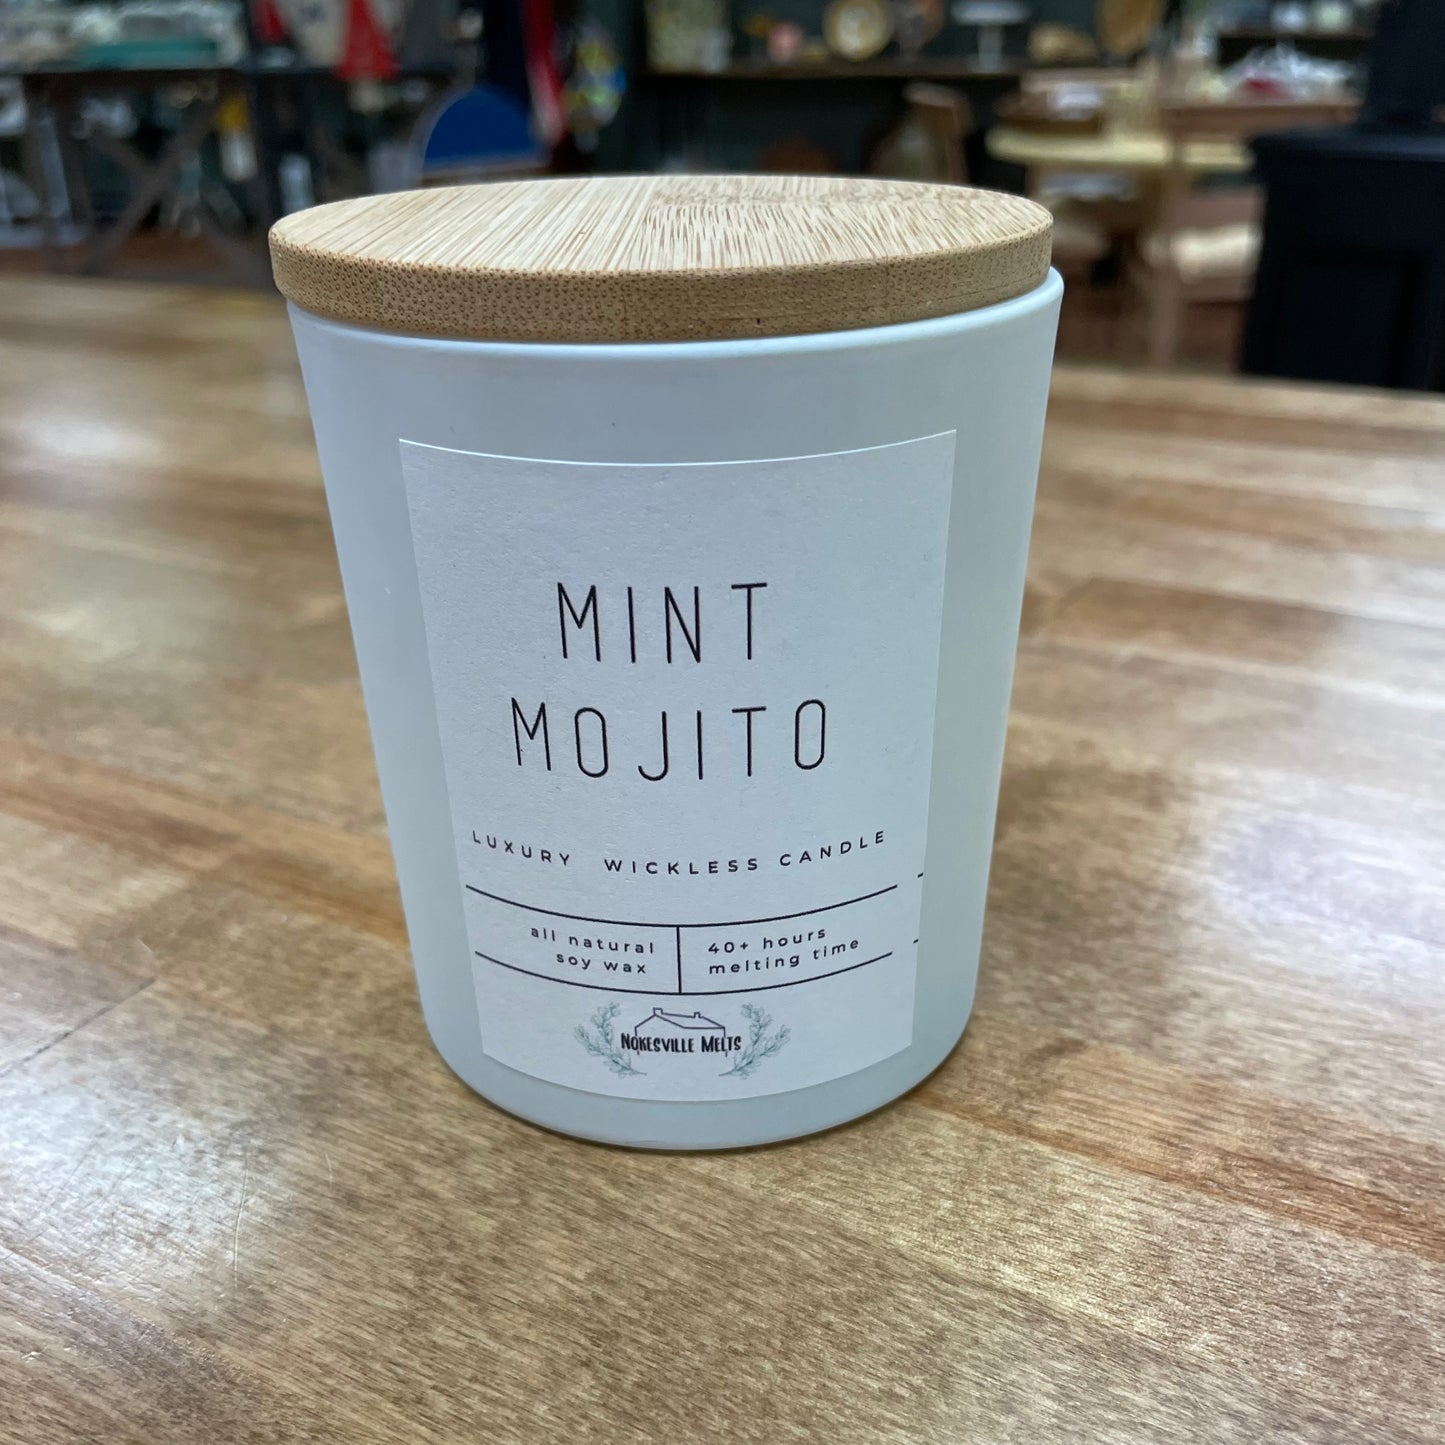 MINT
MOJITO
LUXURY WICKLESS CANDLE
all natural
soy wax
40+ hours
melting time
NOKESVILLE MELTS